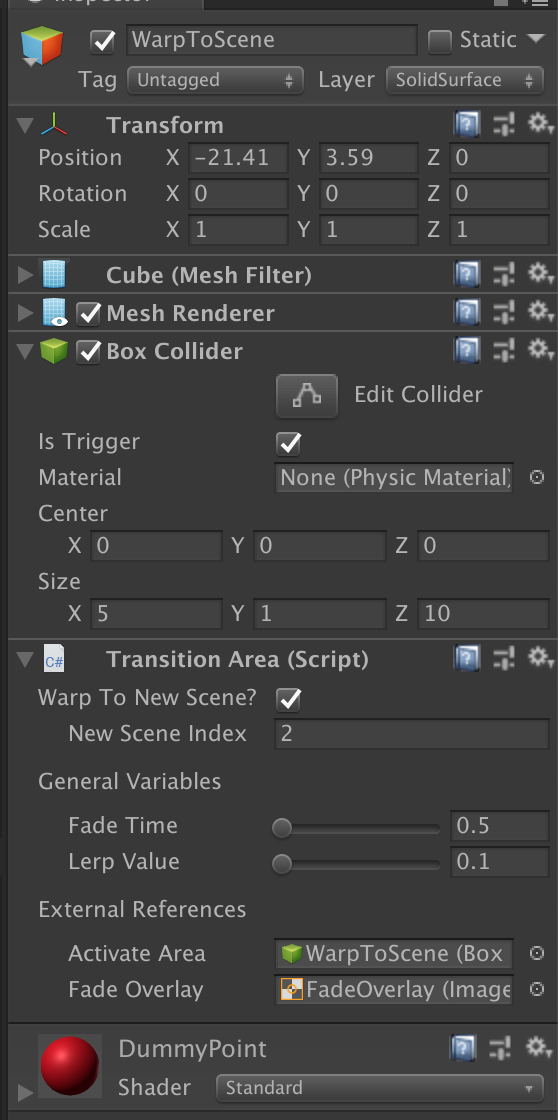 Inspector
WarpToScene Static
Tag Untagged Layer SolidSurface
Transform
Position X -21.41 Y 3.59 Z 0
Rotation X 0 Y 0 Z 0
Scale X 1 Y 1 Z 1
Cube (Mesh Filter)
Mesh Renderer
Box Collider
Edit Collider
Is Trigger
Material None (Physic Material)
Center
X 0 Y 0 Z 0
Size
X 5 Y 1 Z 10
C# Transition Area (Script)
Warp To New Scene?
New Scene Index 2
General Variables
Fade Time 0.5
Lerp Value 0.1
External References
Activate Area WarpToScene (Box
Fade Overlay FadeOverlay (Image
DummyPoint
Shader Standard